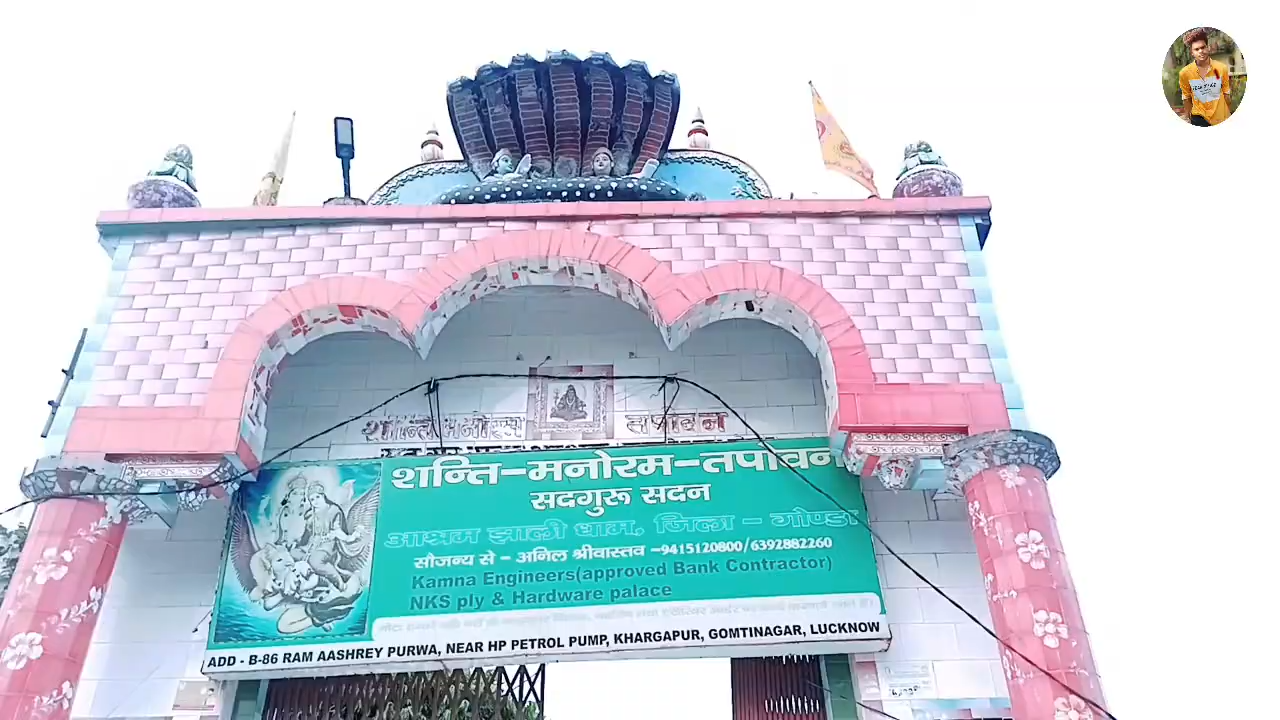 शान्ति मनोरम तपोवन
शन्ति-मनोरम-तपोवन
सदगुरू सदन
आश्रम झाली धाम, जिला - गोण्डा
सौजन्य से - अनिल श्रीवास्तव -9415120800/6392882260
Kamna Engineers(approved Bank Contractor)
NKS ply & Hardware palace
ADD - B-86 RAM AASHREY PURWA, NEAR HP PETROL PUMP, KHARGAPUR, GOMTINAGAR, LUCKNOW